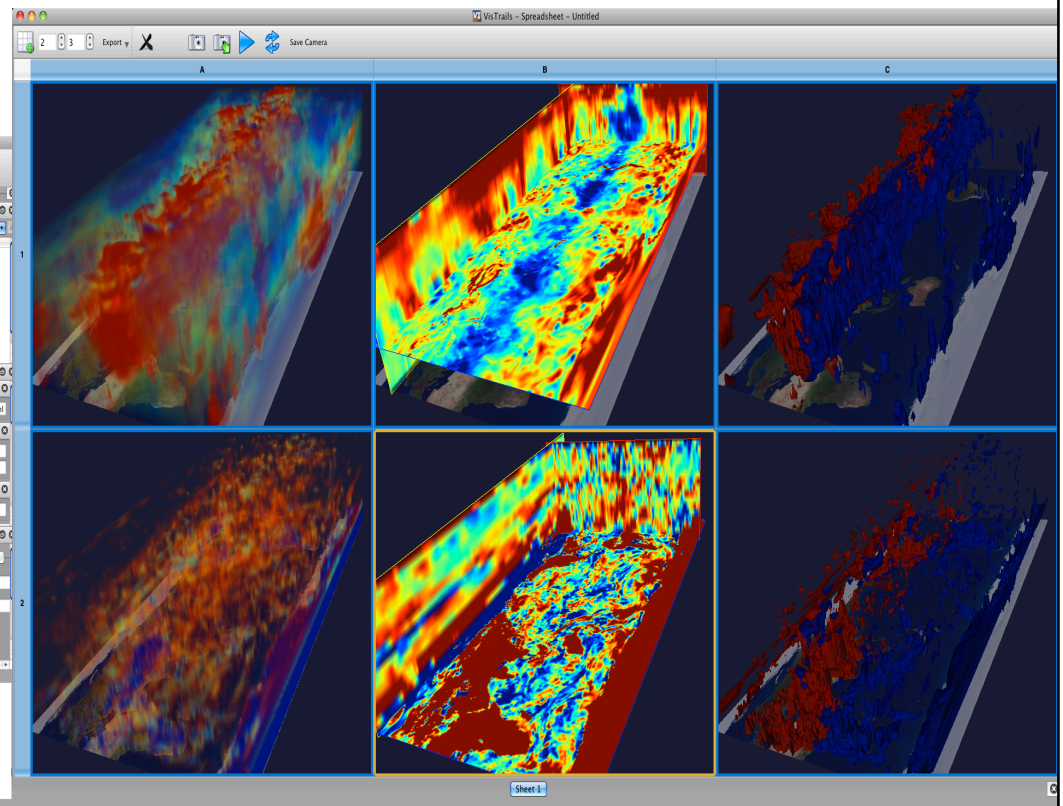 VisTrails - Spreadsheet - Untitled
2 3 Export Save Camera
A B C
1
2
Sheet 1